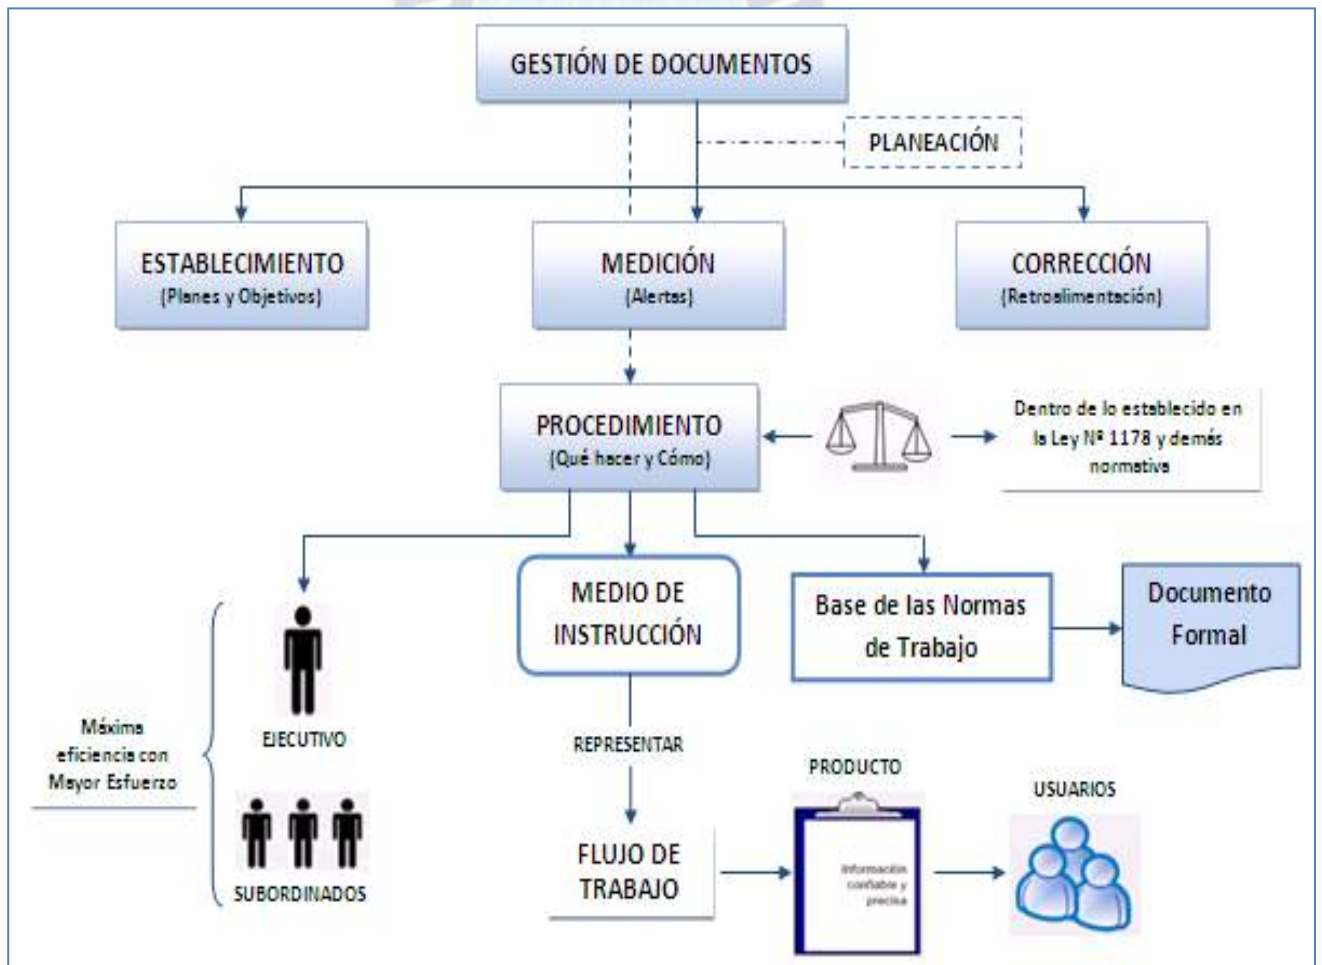 GESTIÓN DE DOCUMENTOS
PLANEACIÓN
ESTABLECIMIENTO
(Planes y Objetivos)
MEDICIÓN
(Alertas)
CORRECCIÓN
(Retroalimentación)
PROCEDIMIENTO
(Qué hacer y Cómo)
Dentro de lo establecido en
la Ley Nº 1178 y demás
normativa
MEDIO DE
INSTRUCCIÓN
Base de las Normas
de Trabajo
Documento
Formal
Máxima
eficiencia con
Mayor Esfuerzo
EJECUTIVO
SUBORDINADOS
REPRESENTAR
FLUJO DE
TRABAJO
PRODUCTO
Información
confiable y
precisa
USUARIOS